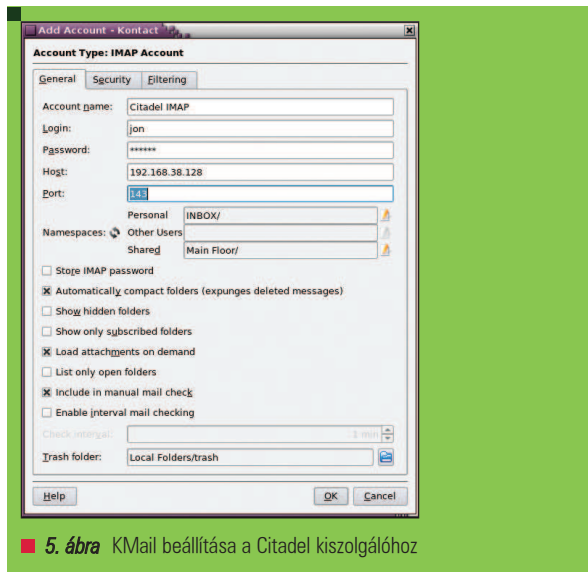 Add Account - Kontact
Account Type: IMAP Account
General Security Filtering
Account name: Citadel IMAP
Login: jon
Password: ******
Host: 192.168.38.128
Port: 143
Personal INBOX/
Namespaces: Other Users
Shared Main Floor/
Store IMAP password
Automatically compact folders (expunges deleted messages)
Show hidden folders
Show only subscribed folders
Load attachments on demand
List only open folders
Include in manual mail check
Enable interval mail checking
Check interval: 1 min
Trash folder: Local Folders/trash
Help OK Cancel
5. ábra KMail beállítása a Citadel kiszolgálóhoz